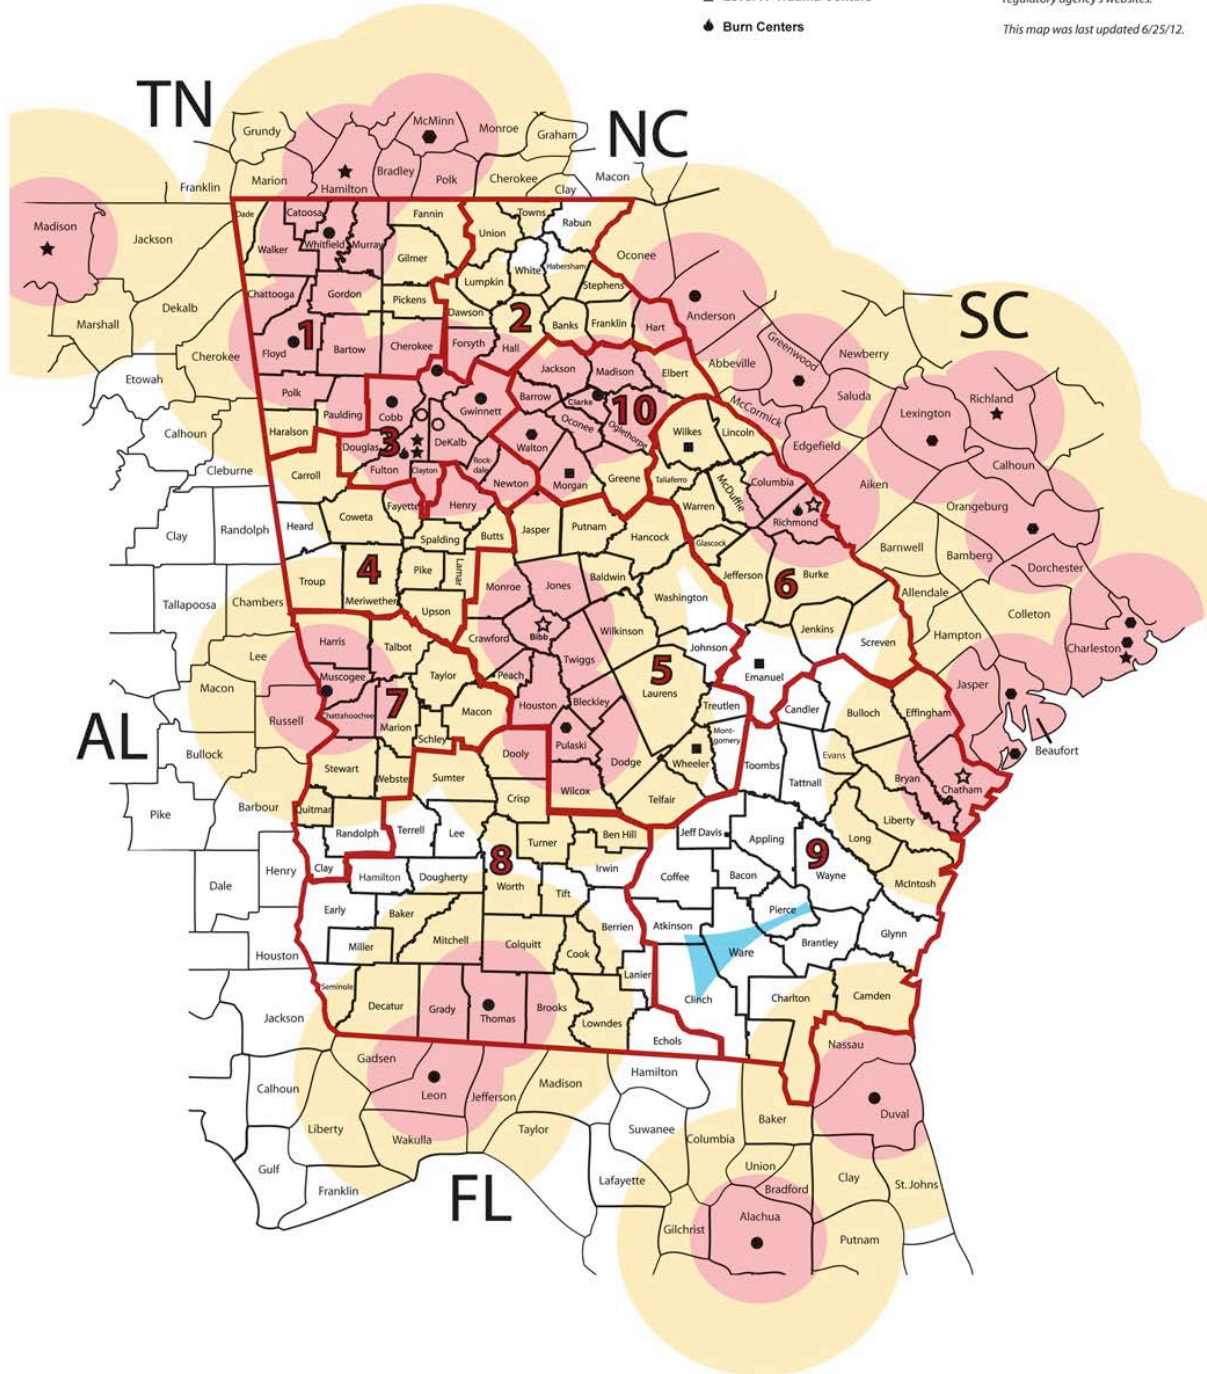 regulatory agency's websites.
Burn Centers
This map was last updated 6/25/12.
TN
NC
SC
AL
FL
Grundy
McMinn
Monroe
Graham
Franklin
Marion
Hamilton
Bradley
Polk
Cherokee
Clay
Macon
Madison
Jackson
Dekalb
Marshall
Cherokee
Etowah
Calhoun
Cleburne
Clay
Randolph
Tallapoosa
Chambers
Lee
Macon
Russell
Bullock
Pike
Barbour
Henry
Dale
Houston
Dade
Catoosa
Fannin
Walker
Whitfield
Murray
Gilmer
Chattooga
Gordon
Pickens
1
Floyd
Bartow
Cherokee
Polk
Paulding
Haralson
Towns
Union
Rabun
White
Habersham
Lumpkin
Stephens
Dawson
2
Banks
Franklin
Hart
Forsyth
Hall
Cobb
Gwinnett
3
DeKalb
Douglas
Fulton
Clayton
Rock-
dale
Newton
Jackson
Madison
Elbert
Barrow
Clarke
10
Oconee
Oglethorpe
Walton
Morgan
Greene
Carroll
Heard
Coweta
Fayette
Henry
Spalding
Butts
Troup
4
Pike
Lamar
Meriwether
Upson
Jasper
Putnam
Hancock
Monroe
Jones
Baldwin
Washington
Crawford
Bibb
Wilkinson
Twiggs
5
Johnson
Laurens
Peach
Houston
Bleckley
Treutlen
Pulaski
Dodge
Mont-
gomery
Wheeler
Wilcox
Telfair
Wilkes
Lincoln
Taliaferro
McDuffie
Columbia
Warren
Richmond
Glascock
Jefferson
6
Burke
Jenkins
Screven
Emanuel
Harris
Talbot
Muscogee
Taylor
Chattahoochee
7
Marion
Macon
Schley
Stewart
Webster
Quitman
Randolph
Clay
Dooly
Sumter
Crisp
Terrell
Lee
8
Turner
Ben Hill
Hamilton
Dougherty
Worth
Irwin
Tift
Early
Baker
Berrien
Miller
Mitchell
Colquitt
Cook
Lanier
Seminole
Decatur
Grady
Thomas
Brooks
Lowndes
Echols
Candler
Bulloch
Effingham
Evans
Toombs
Tattnall
Bryan
Chatham
Jeff Davis
Appling
9
Long
Liberty
Coffee
Bacon
Wayne
McIntosh
Pierce
Atkinson
Ware
Brantley
Glynn
Clinch
Charlton
Camden
Oconee
Anderson
Abbeville
Greenwood
Newberry
Saluda
McCormick
Edgefield
Lexington
Richland
Calhoun
Aiken
Orangeburg
Barnwell
Bamberg
Dorchester
Allendale
Colleton
Hampton
Charleston
Jasper
Beaufort
Jackson
Gadsen
Calhoun
Leon
Jefferson
Madison
Hamilton
Liberty
Wakulla
Taylor
Suwanee
Gulf
Franklin
Lafayette
Nassau
Duval
Baker
Columbia
Union
Bradford
Clay
St. Johns
Alachua
Gilchrist
Putnam